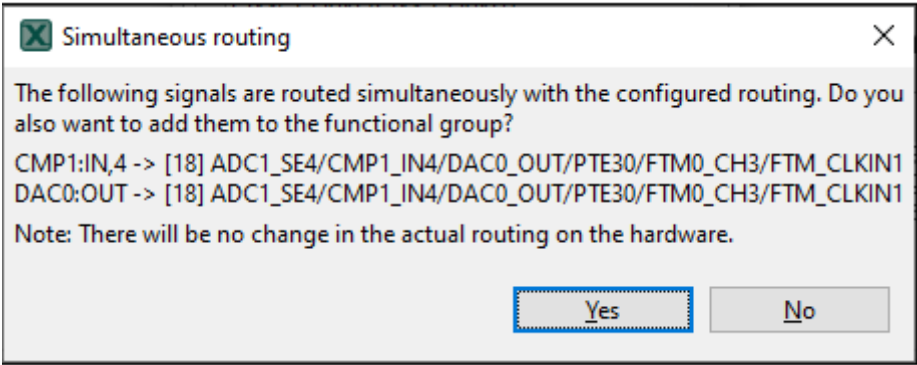 Simultaneous routing
The following signals are routed simultaneously with the configured routing. Do you
also want to add them to the functional group?
CMP1:IN,4 -> [18] ADC1_SE4/CMP1_IN4/DAC0_OUT/PTE30/FTM0_CH3/FTM_CLKIN1
DAC0:OUT -> [18] ADC1_SE4/CMP1_IN4/DAC0_OUT/PTE30/FTM0_CH3/FTM_CLKIN1
Note: There will be no change in the actual routing on the hardware.
Yes No